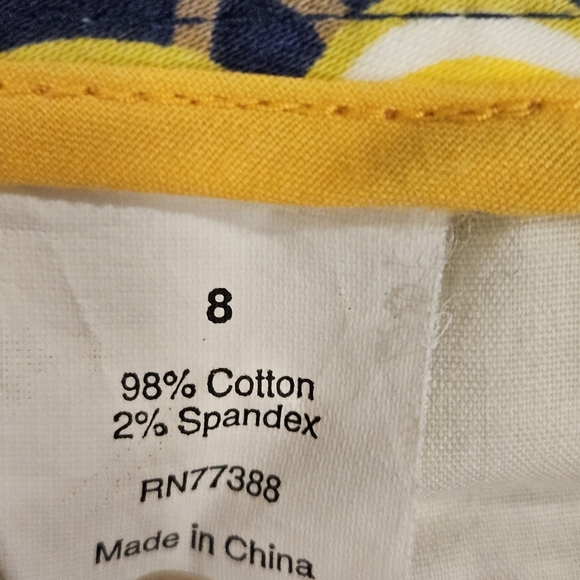 8
98% Cotton
2% Spandex
RN77388
Made in China